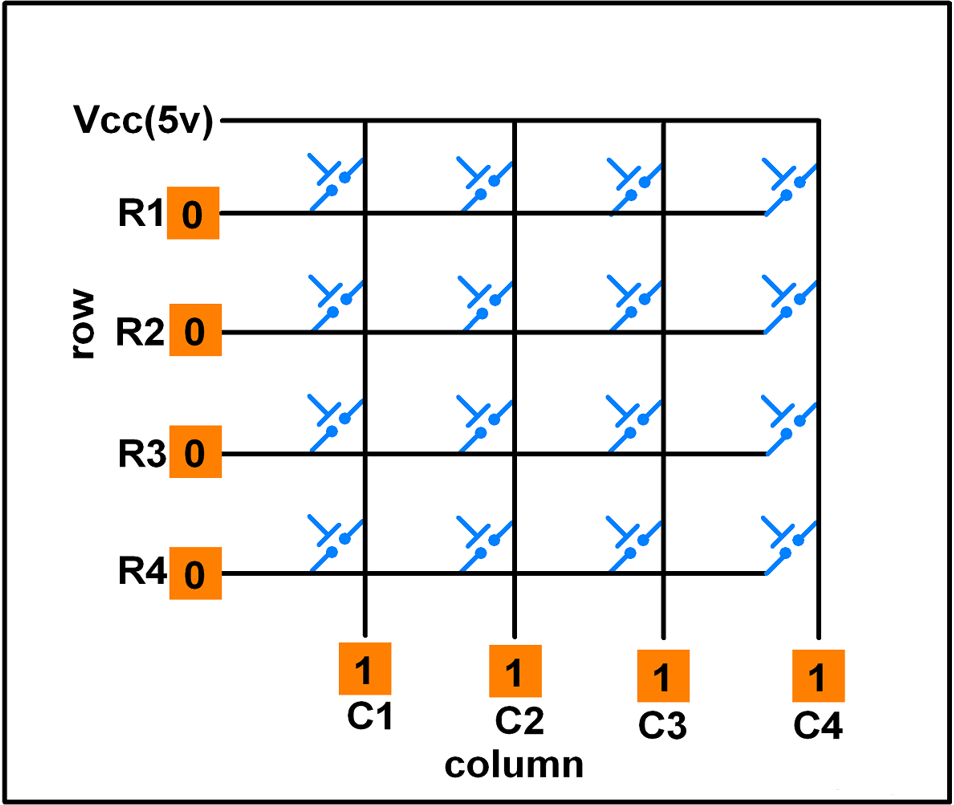 Vcc(5v)
R1 0
row
R2 0
R3 0
R4 0
1 1 1 1
C1 C2 C3 C4
column